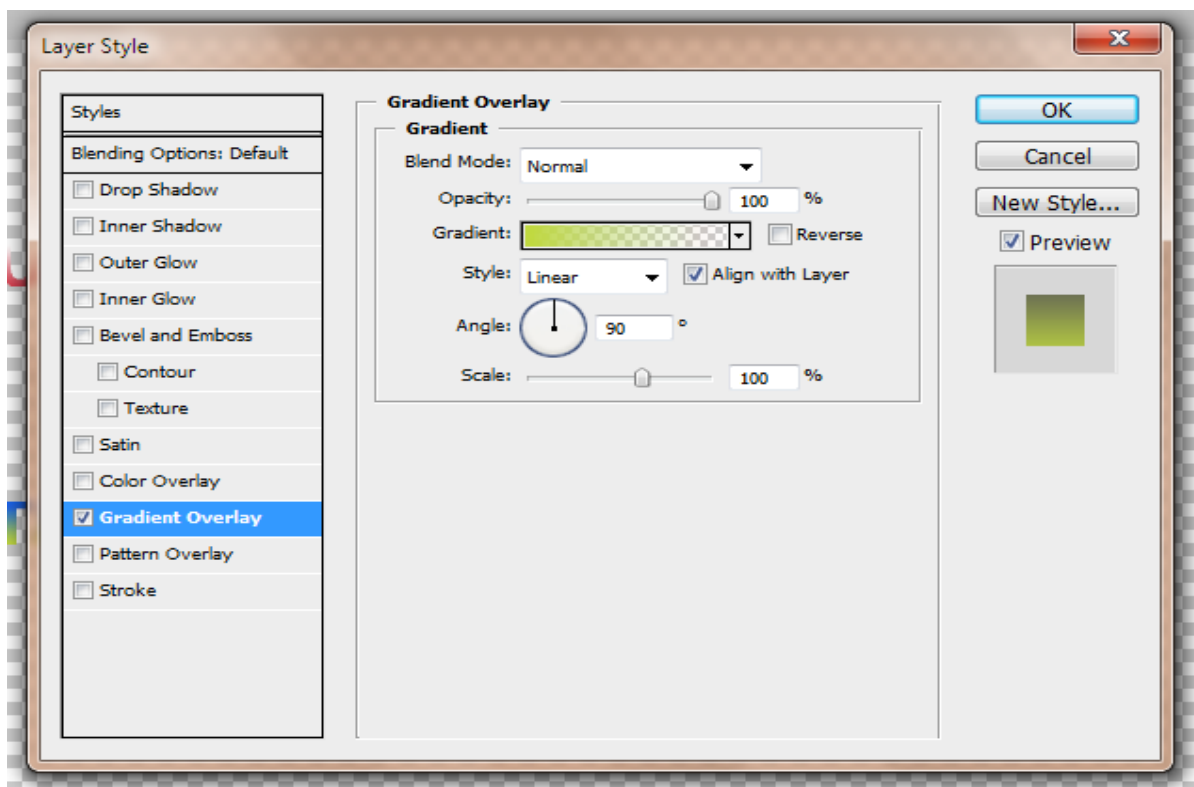 Layer Style
Styles
Blending Options: Default
Drop Shadow
Inner Shadow
Outer Glow
Inner Glow
Bevel and Emboss
Contour
Texture
Satin
Color Overlay
Gradient Overlay
Pattern Overlay
Stroke
Gradient Overlay
Gradient
Blend Mode: Normal
Opacity: 100 %
Gradient: Reverse
Style: Linear Align with Layer
Angle: 90 °
Scale: 100 %
OK
Cancel
New Style...
Preview